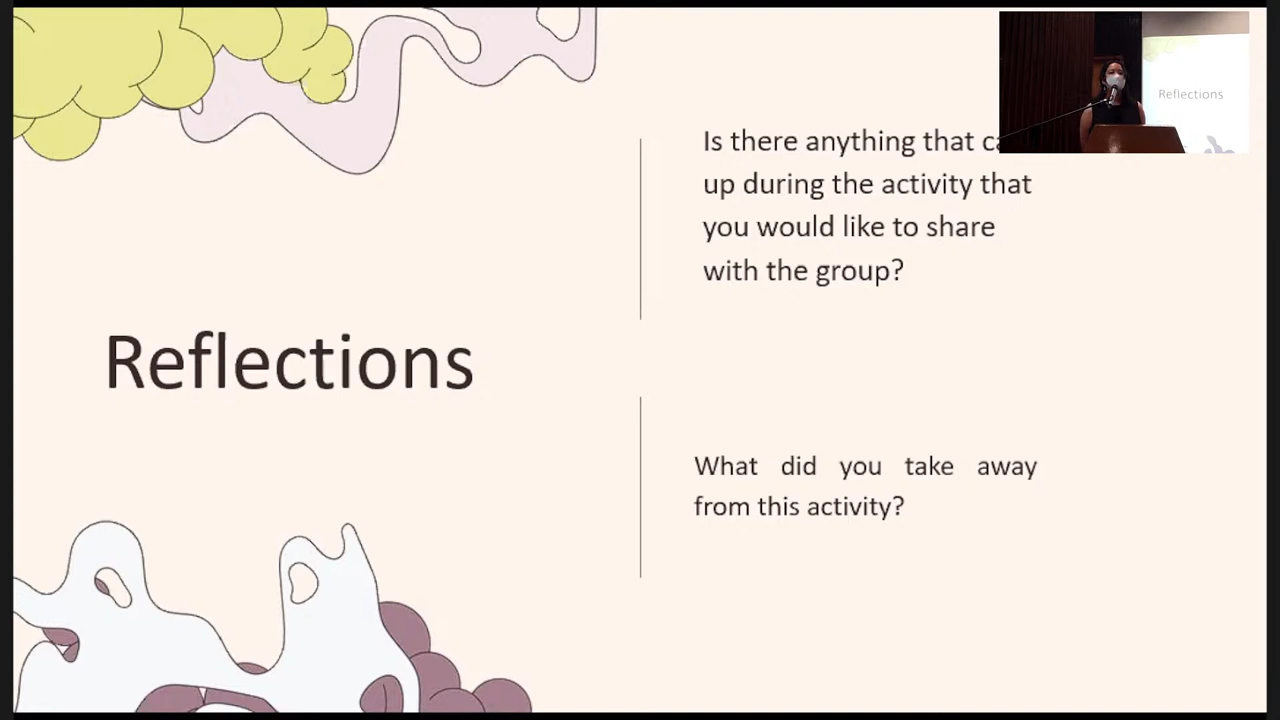 Reflections
Is there anything that
up during the activity that
you would like to share
with the group?
What did you take away
from this activity?
Reflections